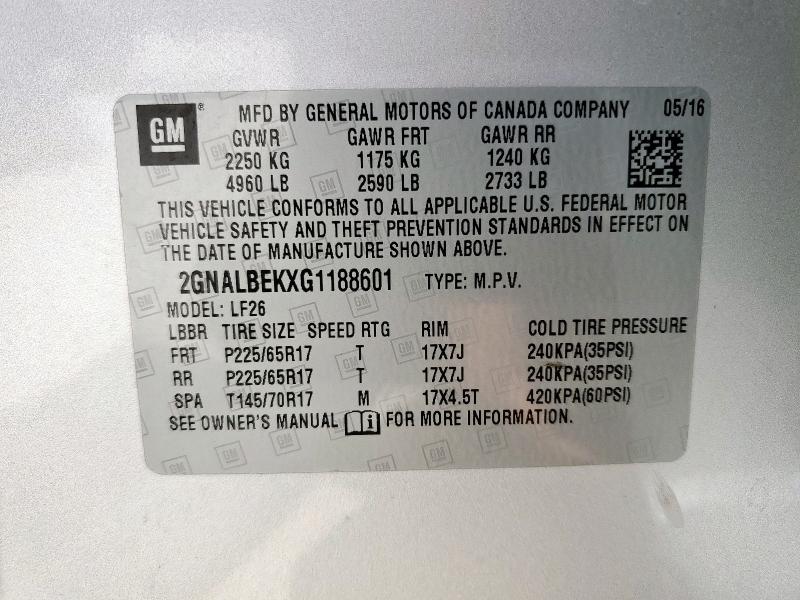 GM ® MFD BY GENERAL MOTORS OF CANADA COMPANY 05/16
GVWR GAWR FRT GAWR RR
2250 KG 1175 KG 1240 KG
4960 LB 2590 LB 2733 LB
THIS VEHICLE CONFORMS TO ALL APPLICABLE U.S. FEDERAL MOTOR
VEHICLE SAFETY AND THEFT PREVENTION STANDARDS IN EFFECT ON
THE DATE OF MANUFACTURE SHOWN ABOVE.
2GNALBEKXG1188601 TYPE: M.P.V.
MODEL: LF26
LBBR TIRE SIZE SPEED RTG RIM COLD TIRE PRESSURE
FRT P225/65R17 T 17X7J 240KPA(35PSI)
RR P225/65R17 T 17X7J 240KPA(35PSI)
SPA T145/70R17 M 17X4.5T 420KPA(60PSI)
SEE OWNER'S MANUAL i FOR MORE INFORMATION.